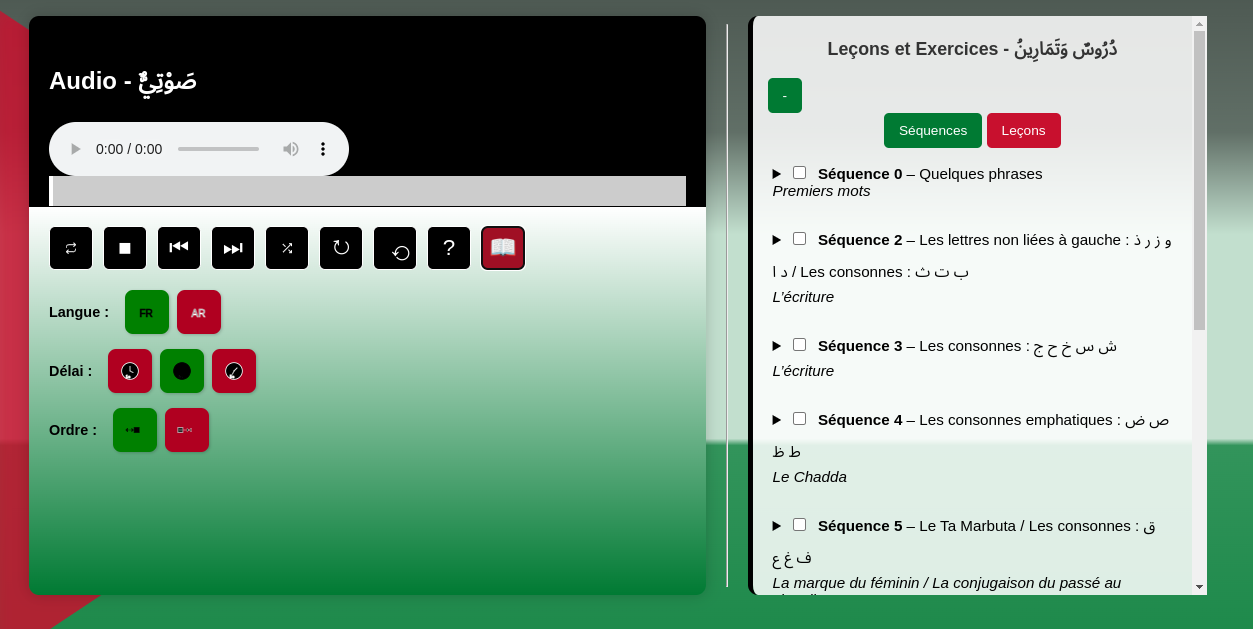 Audio - صَوْتِيٌّ
0:00 / 0:00
?
Langue :
FR
AR
Délai :
Ordre :
Leçons et Exercices - دُرُوسٌ وَتَمَارِينُ
-
Séquences
Leçons
Séquence 0 – Quelques phrases
Premiers mots
Séquence 2 – Les lettres non liées à gauche : و ز ر ذ
د ا / Les consonnes : ب ت ث
L’écriture
Séquence 3 – Les consonnes : ش س خ ح ج
L’écriture
Séquence 4 – Les consonnes emphatiques : ص ض
ط ظ
Le Chadda
Séquence 5 – Le Ta Marbuta / Les consonnes : ق
ف غ ع
La marque du féminin / La conjugaison du passé au